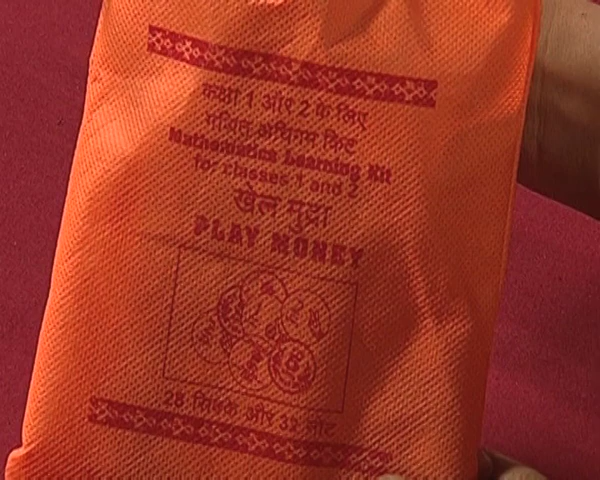 कक्षा 1 और 2 के लिए
गणित अधिगम किट
Mathematics Learning Kit
for classes 1 and 2
खेल मुद्रा
PLAY MONEY
28 सिक्के और 32 नोट